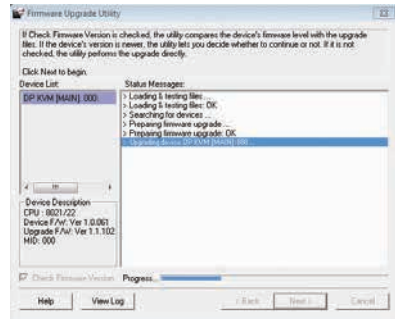 Firmware Upgrade Utility
If Check Firmware Version is checked, the utility compares the device's firmware level with the upgrade
files. If the device's version is newer, the utility lets you decide whether to continue or not. If it is not
checked, the utility performs the upgrade directly.
Click Next to begin.
Device List:
Status Messages:
DP KVM [MAIN]: 000:
> Loading & testing files ...
> Loading & testing files: OK
> Searching for devices ...
> Preparing firmware upgrade ...
> Preparing firmware upgrade: OK
> Upgrading device DP KVM [MAIN]: 000 ...
Device Description
CPU : 8021/22
Device F/W: Ver 1.0.061
Upgrade F/W: Ver 1.1.102
MID: 000
Check Firmware Version
Progress...
Help
View Log
< Back
Next >
Cancel